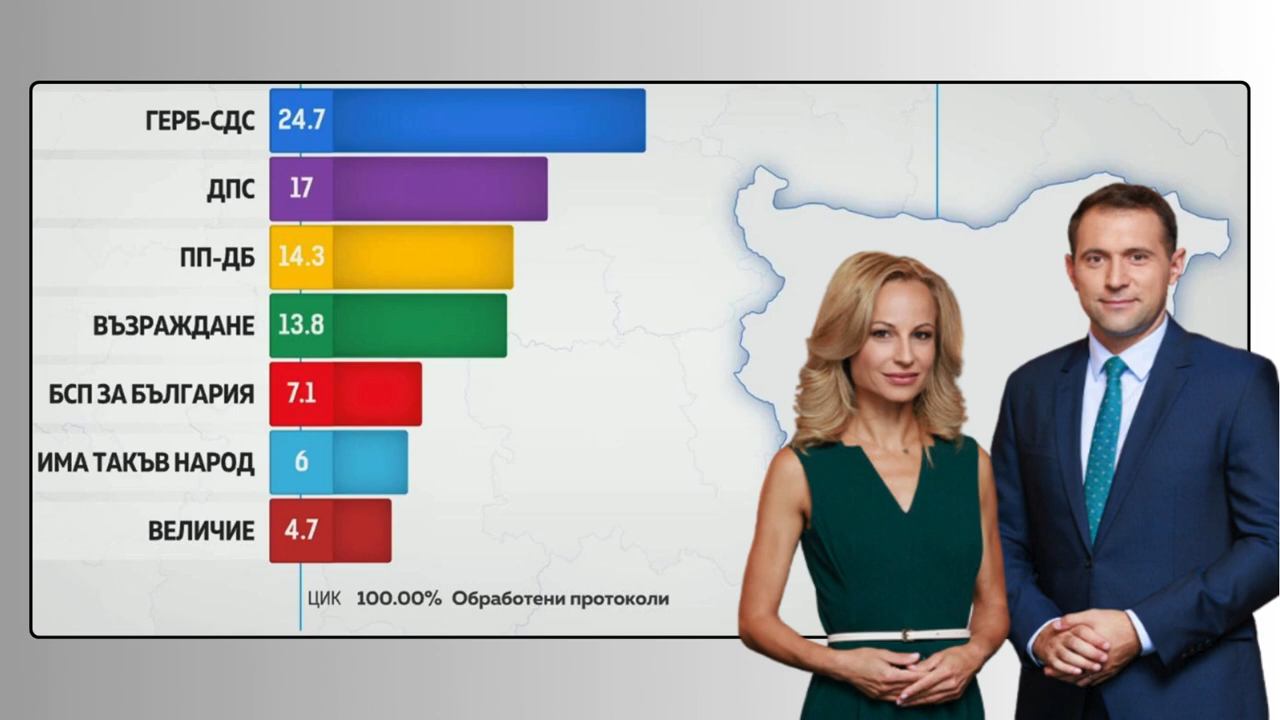 ГЕРБ-СДС 24.7
ДПС 17
ПП-ДБ 14.3
ВЪЗРАЖДАНЕ 13.8
БСП ЗА БЪЛГАРИЯ 7.1
ИМА ТАКЪВ НАРОД 6
ВЕЛИЧИЕ 4.7
ЦИК 100.00% Обработени протоколи